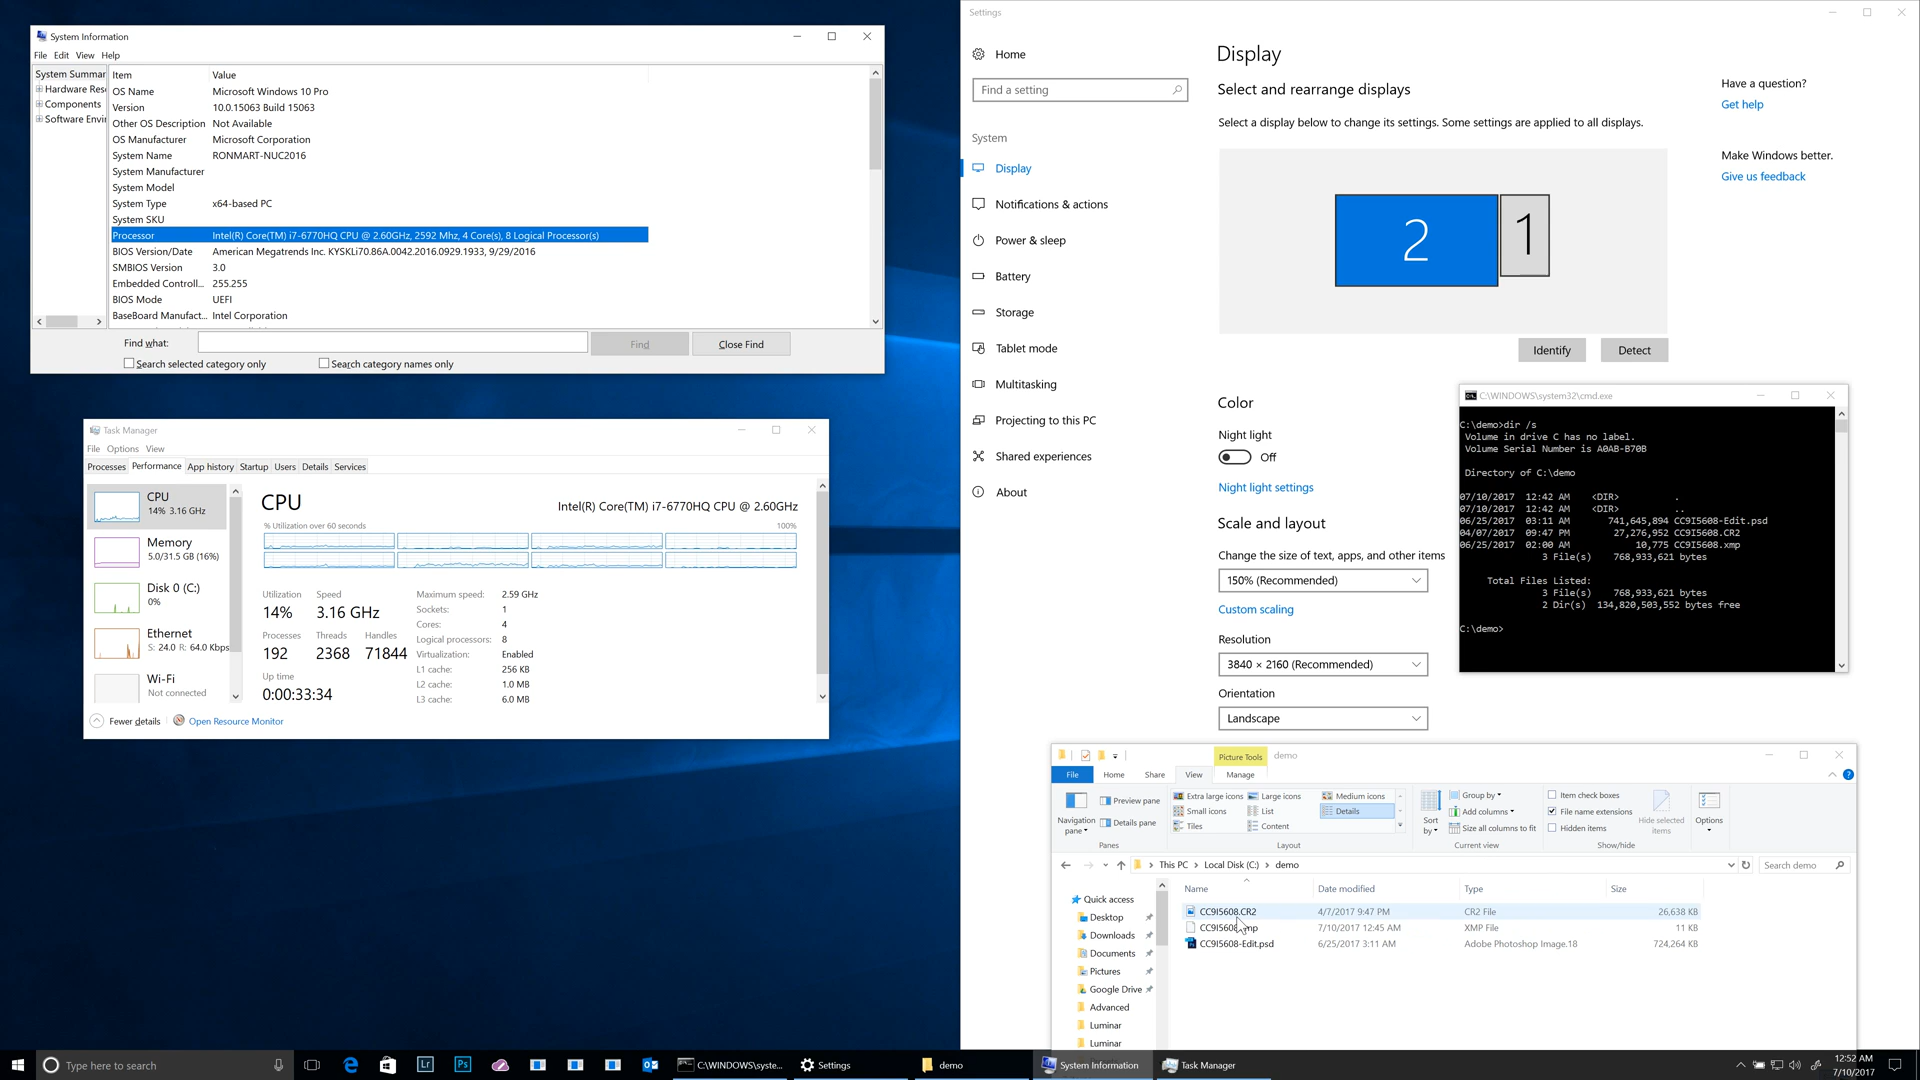 System Information
File Edit View Help
System Summar
Hardware Res
Components
Software Envi
Item Value
OS Name Microsoft Windows 10 Pro
Version 10.0.15063 Build 15063
Other OS Description Not Available
OS Manufacturer Microsoft Corporation
System Name RONMART-NUC2016
System Manufacturer
System Model
System Type x64-based PC
System SKU
Processor Intel(R) Core(TM) i7-6770HQ CPU @ 2.60GHz, 2592 Mhz, 4 Core(s), 8 Logical Processor(s)
BIOS Version/Date American Megatrends Inc. KYSKLi70.86A.0042.2016.0929.1933, 9/29/2016
SMBIOS Version 3.0
Embedded Controll... 255.255
BIOS Mode UEFI
BaseBoard Manufact... Intel Corporation
Find what:
Find
Close Find
Search selected category only
Search category names only
Task Manager
File Options View
Processes Performance App history Startup Users Details Services
CPU
14% 3.16 GHz
Memory
5.0/31.5 GB (16%)
Disk 0 (C:)
0%
Ethernet
S: 24.0 R: 64.0 Kbps
Wi-Fi
Not connected
CPU Intel(R) Core(TM) i7-6770HQ CPU @ 2.60GHz
% Utilization over 60 seconds 100%
Utilization Speed
14% 3.16 GHz
Processes Threads Handles
192 2368 71844
Up time
0:00:33:34
Maximum speed: 2.59 GHz
Sockets: 1
Cores: 4
Logical processors: 8
Virtualization: Enabled
L1 cache: 256 KB
L2 cache: 1.0 MB
L3 cache: 6.0 MB
Fewer details
Open Resource Monitor
Settings
Home
Find a setting
System
Display
Notifications & actions
Power & sleep
Battery
Storage
Tablet mode
Multitasking
Projecting to this PC
Shared experiences
About
Display
Select and rearrange displays
Select a display below to change its settings. Some settings are applied to all displays.
2 1
Identify Detect
Color
Night light
Off
Night light settings
Scale and layout
Change the size of text, apps, and other items
150% (Recommended)
Custom scaling
Resolution
3840 × 2160 (Recommended)
Orientation
Landscape
Have a question?
Get help
Make Windows better.
Give us feedback
C:\WINDOWS\system32\cmd.exe
C:\demo>dir /s
Volume in drive C has no label.
Volume Serial Number is A0AB-B70B
Directory of C:\demo
07/10/2017 12:42 AM <DIR> .
07/10/2017 12:42 AM <DIR> ..
06/25/2017 03:11 AM 741,645,894 CC9I5608-Edit.psd
04/07/2017 09:47 PM 27,276,952 CC9I5608.CR2
06/25/2017 02:00 AM 10,775 CC9I5608.xmp
3 File(s) 768,933,621 bytes
Total Files Listed:
3 File(s) 768,933,621 bytes
2 Dir(s) 134,820,503,552 bytes free
C:\demo>
Picture Tools demo
File Home Share View Manage
Navigation pane
Preview pane
Details pane
Panes
Extra large icons Large icons Medium icons
Small icons List Details
Tiles Content
Layout
Sort by
Group by
Add columns
Size all columns to fit
Current view
Item check boxes
File name extensions
Hidden items
Hide selected items
Show/hide
Options
This PC > Local Disk (C:) > demo
Search demo
Quick access
Desktop
Downloads
Documents
Pictures
Google Drive
Advanced
Luminar
Luminar
Name Date modified Type Size
CC9I5608.CR2 4/7/2017 9:47 PM CR2 File 26,638 KB
7/10/2017 12:45 AM XMP File 11 KB
CC9I5608-Edit.psd 6/25/2017 3:11 AM Adobe Photoshop Image.18 724,264 KB
Type here to search
Lr
Ps
C:\WINDOWS\syste...
Settings
demo
System Information
Task Manager
12:52 AM
7/10/2017